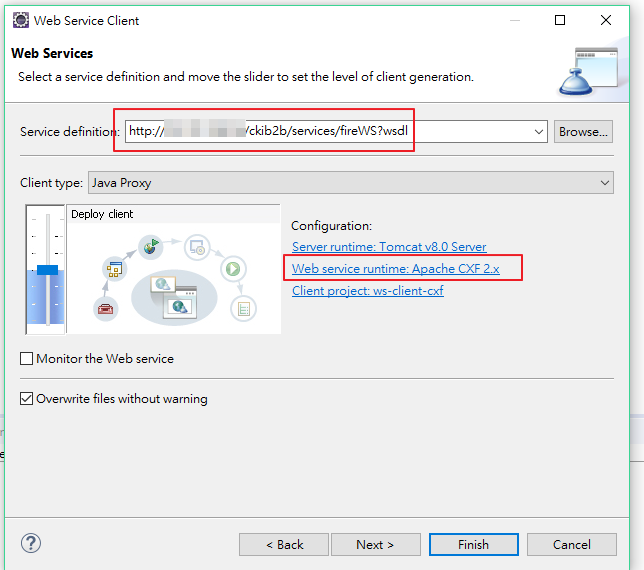 Web Service Client
Web Services
Select a service definition and move the slider to set the level of client generation.
Service definition: http:// /ckib2b/services/fireWS?wsdl Browse...
Client type: Java Proxy
Deploy client
Configuration:
Server runtime: Tomcat v8.0 Server
Web service runtime: Apache CXF 2.x
Client project: ws-client-cxf
Monitor the Web service
Overwrite files without warning
? < Back Next > Finish Cancel